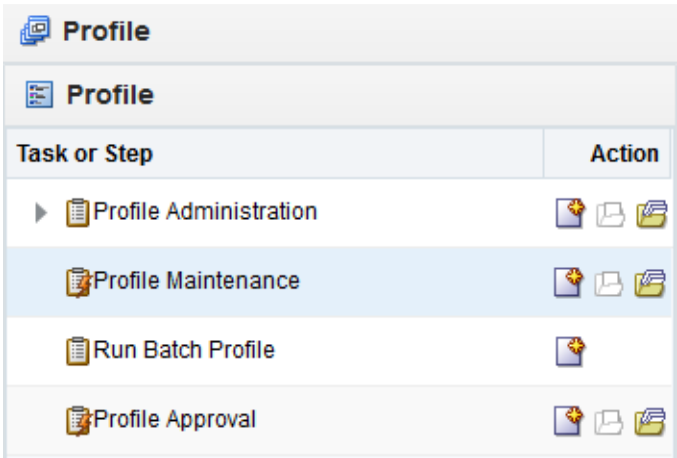 Profile
Profile
Task or Step Action
Profile Administration
Profile Maintenance
Run Batch Profile
Profile Approval